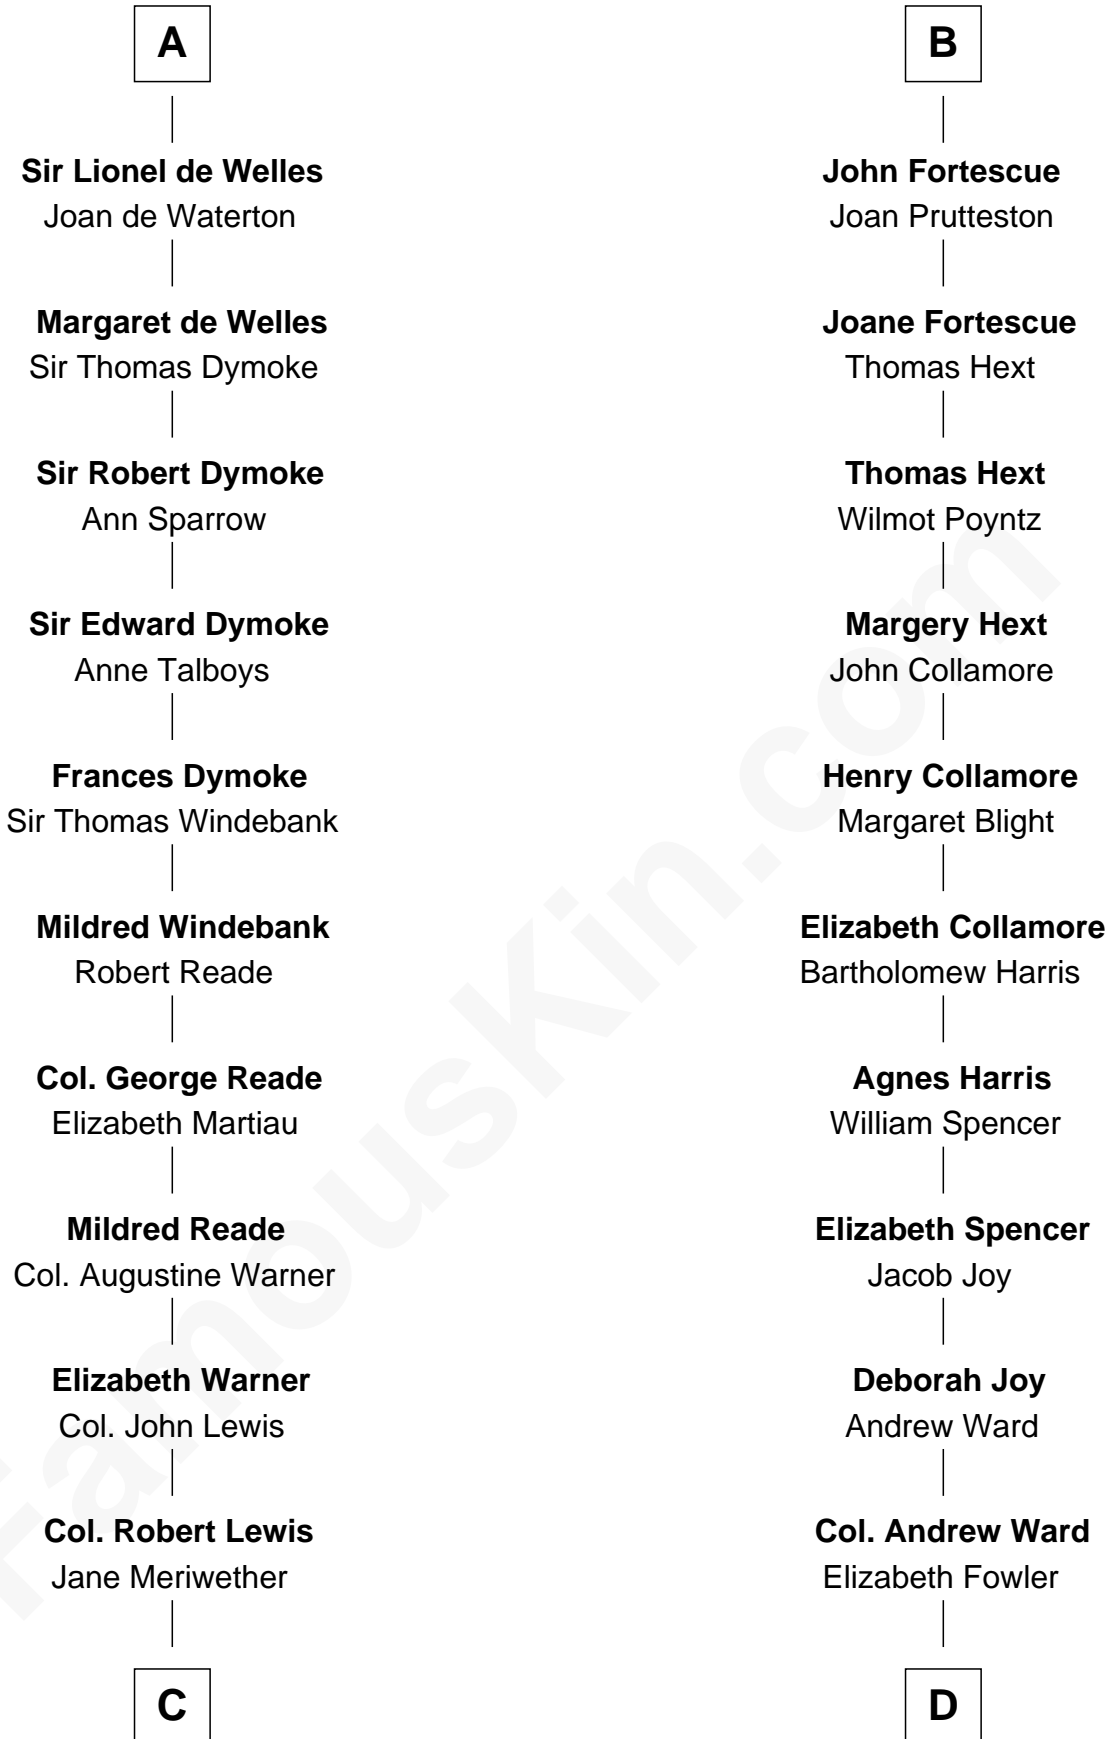 A
Sir Lionel de Welles
Joan de Waterton
Margaret de Welles
Sir Thomas Dymoke
Sir Robert Dymoke
Ann Sparrow
Sir Edward Dymoke
Anne Talboys
Frances Dymoke
Sir Thomas Windebank
Mildred Windebank
Robert Reade
Col. George Reade
Elizabeth Martiau
Mildred Reade
Col. Augustine Warner
Elizabeth Warner
Col. John Lewis
Col. Robert Lewis
Jane Meriwether
C
B
John Fortescue
Joan Prutteston
Joane Fortescue
Thomas Hext
Thomas Hext
Wilmot Poyntz
Margery Hext
John Collamore
Henry Collamore
Margaret Blight
Elizabeth Collamore
Bartholomew Harris
Agnes Harris
William Spencer
Elizabeth Spencer
Jacob Joy
Deborah Joy
Andrew Ward
Col. Andrew Ward
Elizabeth Fowler
D
FamousKin.com